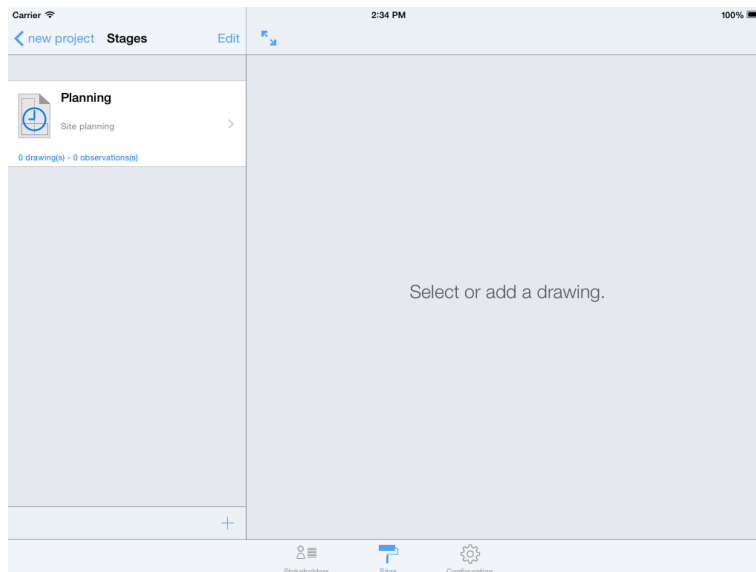 Carrier 2:34 PM 100%
new project Stages Edit
Planning
Site planning
0 drawing(s) - 0 observations(s)
Select or add a drawing.
Stakeholders Sites Configuration